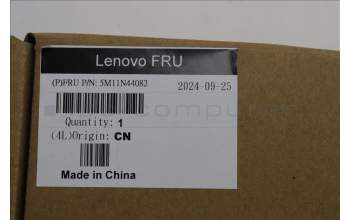 Lenovo FRU
(P)FRU P/N: 5M11N44082
2024-09-25
Quantity: 1
(4L)Origin: CN
Made in China